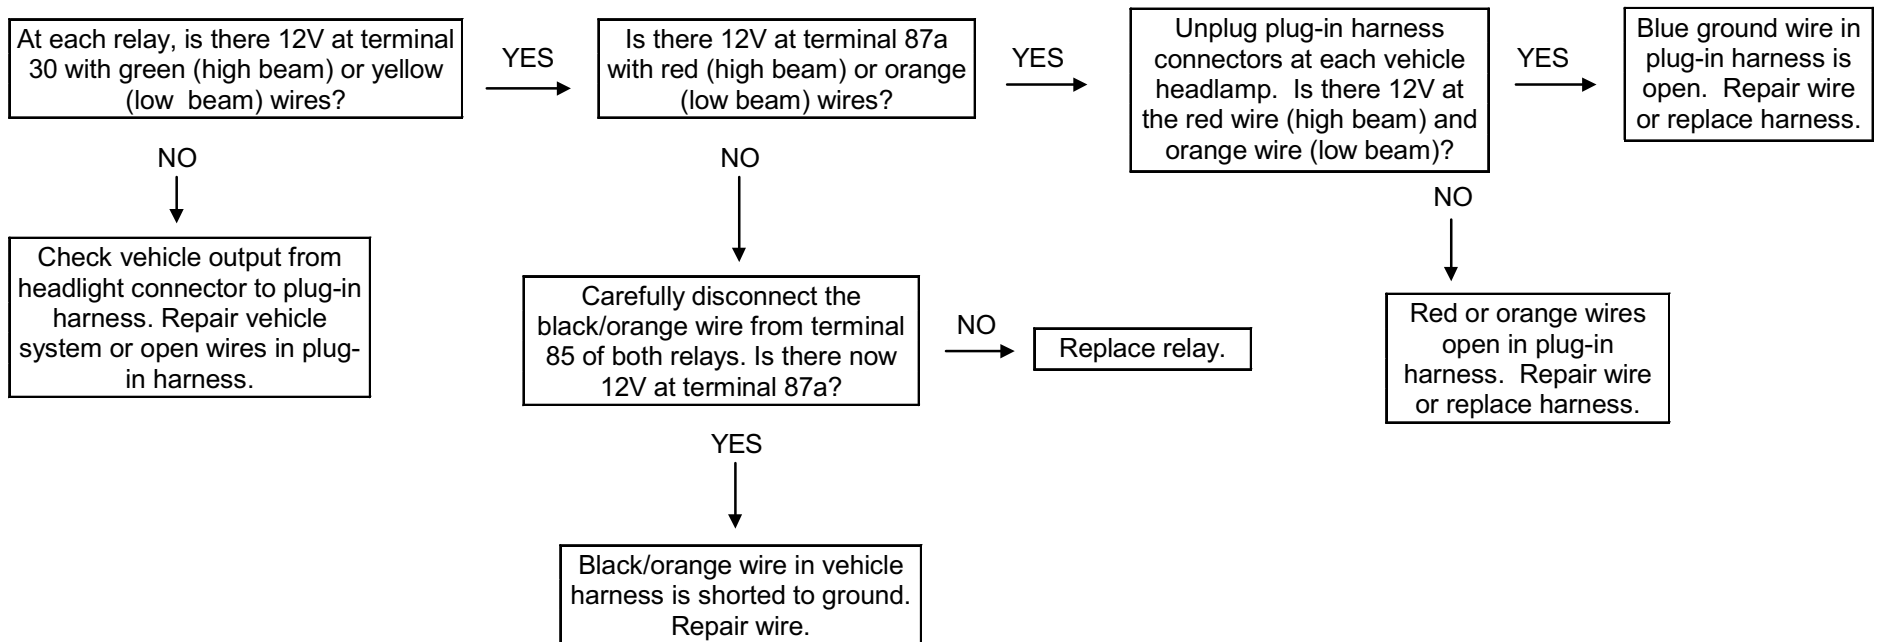 At each relay, is there 12V at terminal
30 with green (high beam) or yellow
(low beam) wires?
YES
Is there 12V at terminal 87a
with red (high beam) or orange
(low beam) wires?
YES
Unplug plug-in harness
connectors at each vehicle
headlamp. Is there 12V at
the red wire (high beam) and
orange wire (low beam)?
YES
Blue ground wire in
plug-in harness is
open. Repair wire
or replace harness.
NO
NO
NO
Check vehicle output from
headlight connector to plug-in
harness. Repair vehicle
system or open wires in plug-
in harness.
Carefully disconnect the
black/orange wire from terminal
85 of both relays. Is there now
12V at terminal 87a?
NO
Replace relay.
Red or orange wires
open in plug-in
harness. Repair wire
or replace harness.
YES
Black/orange wire in vehicle
harness is shorted to ground.
Repair wire.